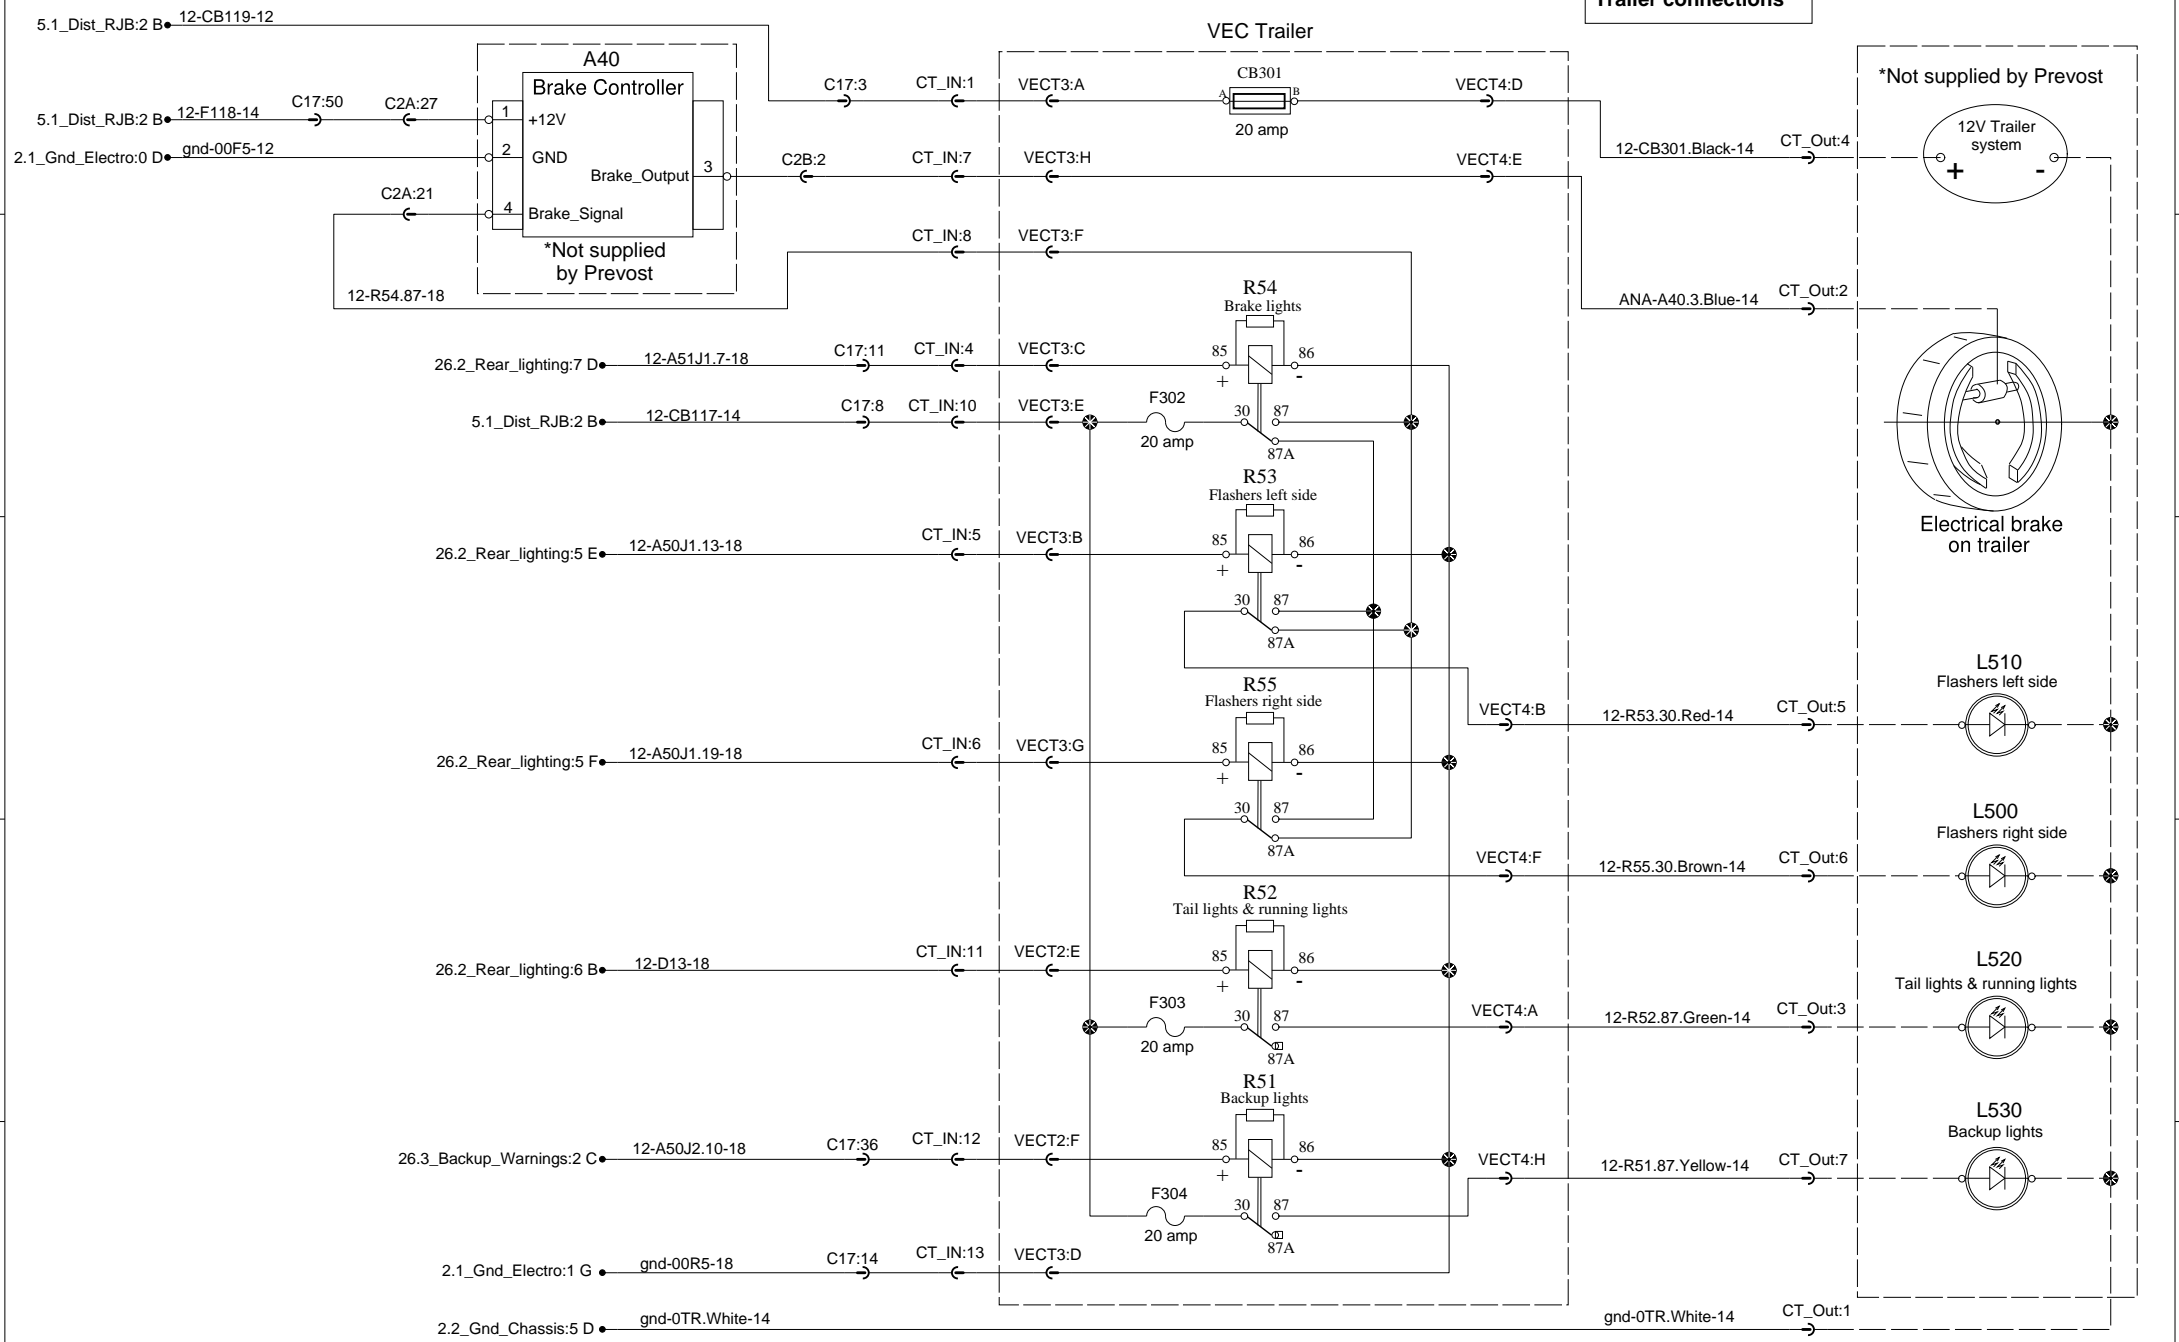 Trailer connections
5.1_Dist_RJB:2 B
12-CB119-12
VEC Trailer
A40
Brake Controller
1
+12V
2
GND
Brake_Output
3
4
Brake_Signal
*Not supplied
by Prevost
5.1_Dist_RJB:2 B
12-F118-14
C17:50
C2A:27
2.1_Gnd_Electro:0 D
gnd-00F5-12
C2A:21
12-R54.87-18
C17:3
CT_IN:1
VECT3:A
CB301
A
B
20 amp
VECT4:D
12-CB301.Black-14
CT_Out:4
*Not supplied by Prevost
12V Trailer
system
+
-
C2B:2
CT_IN:7
VECT3:H
VECT4:E
ANA-A40.3.Blue-14
CT_Out:2
Electrical brake
on trailer
CT_IN:8
VECT3:F
R54
Brake lights
26.2_Rear_lighting:7 D
12-A51J1.7-18
C17:11
CT_IN:4
VECT3:C
85
86
+
-
5.1_Dist_RJB:2 B
12-CB117-14
C17:8
CT_IN:10
VECT3:E
F302
20 amp
30
87
87A
R53
Flashers left side
26.2_Rear_lighting:5 E
12-A50J1.13-18
CT_IN:5
VECT3:B
85
86
+
-
30
87
87A
R55
Flashers right side
26.2_Rear_lighting:5 F
12-A50J1.19-18
CT_IN:6
VECT3:G
85
86
+
-
30
87
87A
VECT4:B
12-R53.30.Red-14
CT_Out:5
L510
Flashers left side
VECT4:F
12-R55.30.Brown-14
CT_Out:6
L500
Flashers right side
R52
Tail lights & running lights
26.2_Rear_lighting:6 B
12-D13-18
CT_IN:11
VECT2:E
85
86
+
-
F303
20 amp
30
87
87A
VECT4:A
12-R52.87.Green-14
CT_Out:3
L520
Tail lights & running lights
R51
Backup lights
26.3_Backup_Warnings:2 C
12-A50J2.10-18
C17:36
CT_IN:12
VECT2:F
85
86
+
-
F304
20 amp
30
87
87A
VECT4:H
12-R51.87.Yellow-14
CT_Out:7
L530
Backup lights
2.1_Gnd_Electro:1 G
gnd-00R5-18
C17:14
CT_IN:13
VECT3:D
2.2_Gnd_Chassis:5 D
gnd-0TR.White-14
gnd-0TR.White-14
CT_Out:1